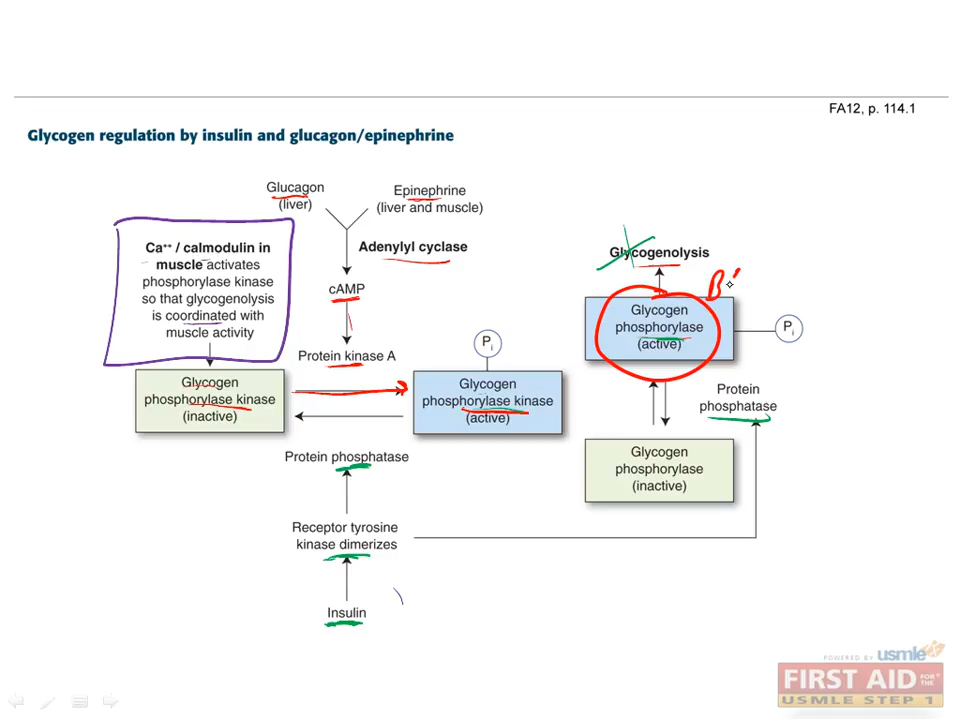 FA12, p. 114.1
Glycogen regulation by insulin and glucagon/epinephrine
Glucagon
(liver)
Epinephrine
(liver and muscle)
Adenylyl cyclase
cAMP
Protein kinase A
Ca++ / calmodulin in
muscle activates
phosphorylase kinase
so that glycogenolysis
is coordinated with
muscle activity
Glycogen
phosphorylase kinase
(inactive)
Pi
Glycogen
phosphorylase kinase
(active)
Protein phosphatase
Receptor tyrosine
kinase dimerizes
Insulin
Glycogenolysis
B'
Glycogen
phosphorylase
(active)
Pi
Protein
phosphatase
Glycogen
phosphorylase
(inactive)
POWERED BY usmle
FIRST AID FOR THE
USMLE STEP 1